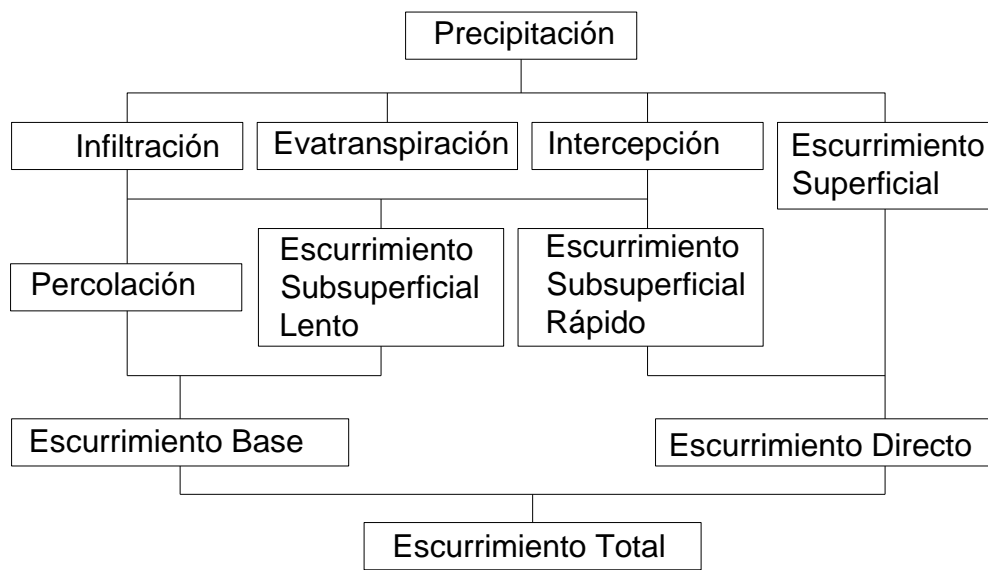 Precipitación
Infiltración
Evatranspiración
Intercepción
Escurrimiento
Superficial
Percolación
Escurrimiento
Subsuperficial
Lento
Escurrimiento
Subsuperficial
Rápido
Escurrimiento Base
Escurrimiento Directo
Escurrimiento Total